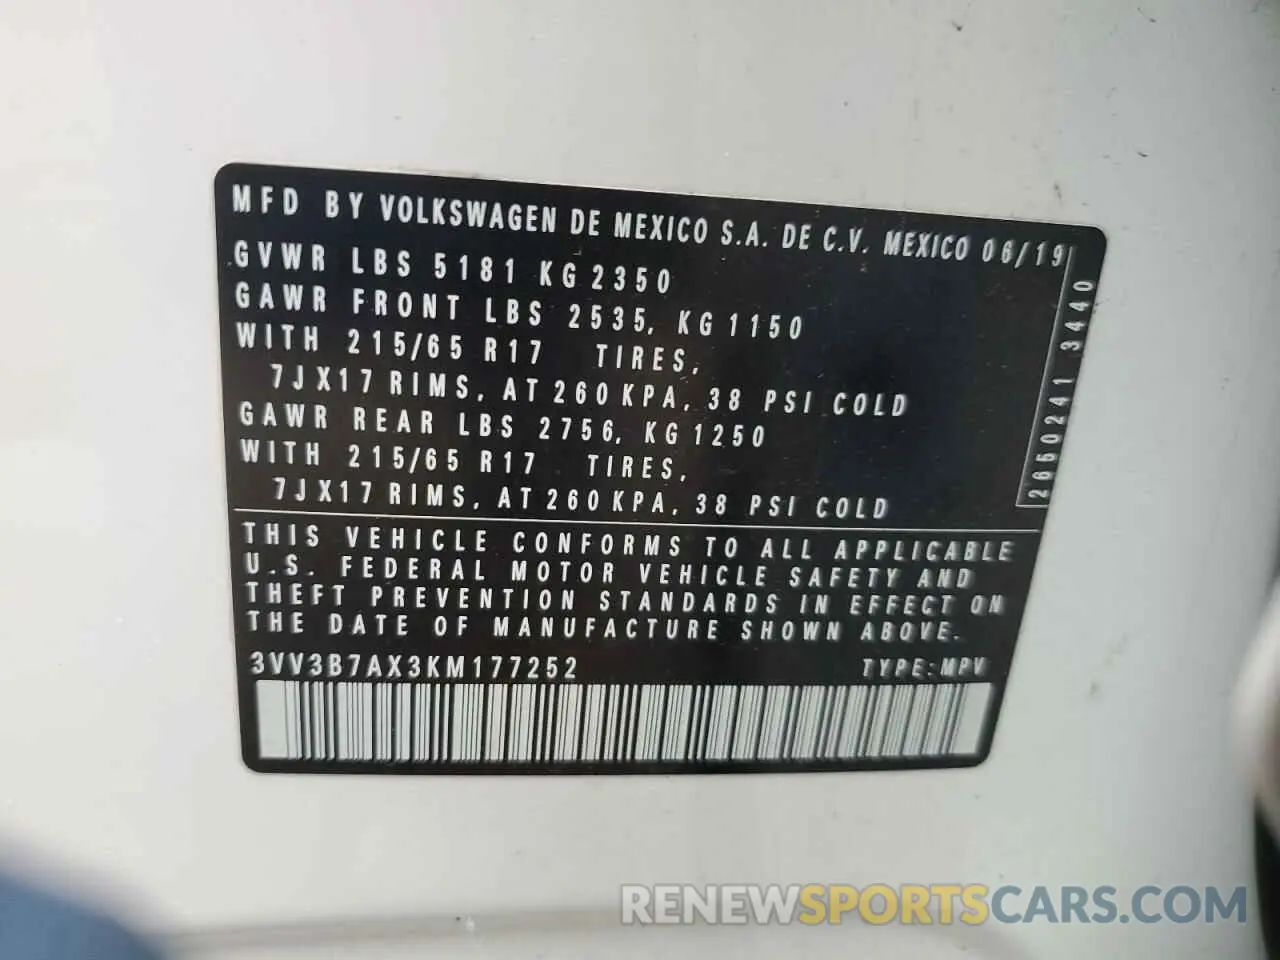 MFD BY VOLKSWAGEN DE MEXICO S.A. DE C.V. MEXICO 06/19
GVWR LBS 5181 KG 2350
GAWR FRONT LBS 2535, KG 1150
WITH 215/65 R17 TIRES,
7JX17 RIMS, AT 260 KPA, 38 PSI COLD
GAWR REAR LBS 2756, KG 1250
WITH 215/65 R17 TIRES,
7JX17 RIMS, AT 260 KPA, 38 PSI COLD
2650241 3440
THIS VEHICLE CONFORMS TO ALL APPLICABLE
U.S. FEDERAL MOTOR VEHICLE SAFETY AND
THEFT PREVENTION STANDARDS IN EFFECT ON
THE DATE OF MANUFACTURE SHOWN ABOVE.
3VV3B7AX3KM177252 TYPE: MPV
RENEWSPORTSCARS.COM